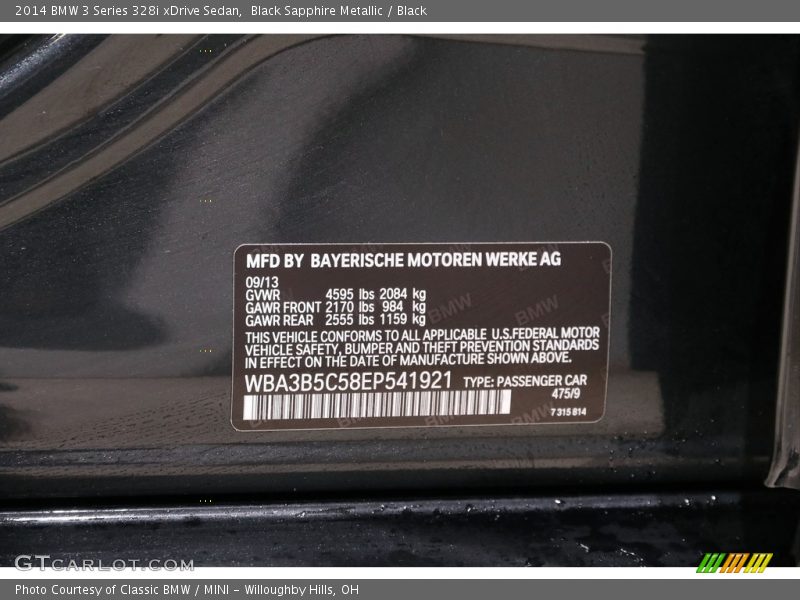 2014 BMW 3 Series 328i xDrive Sedan,  Black Sapphire Metallic / Black
MFD BY BAYERISCHE MOTOREN WERKE AG
09/13
GVWR 4595 lbs 2084 kg
GAWR FRONT 2170 lbs 984 kg
GAWR REAR 2555 lbs 1159 kg
THIS VEHICLE CONFORMS TO ALL APPLICABLE U.S.FEDERAL MOTOR
VEHICLE SAFETY, BUMPER AND THEFT PREVENTION STANDARDS
IN EFFECT ON THE DATE OF MANUFACTURE SHOWN ABOVE.
WBA3B5C58EP541921 TYPE: PASSENGER CAR
475/9
7 315 814
GTCARLOT.COM
Photo Courtesy of Classic BMW / MINI - Willoughby Hills, OH